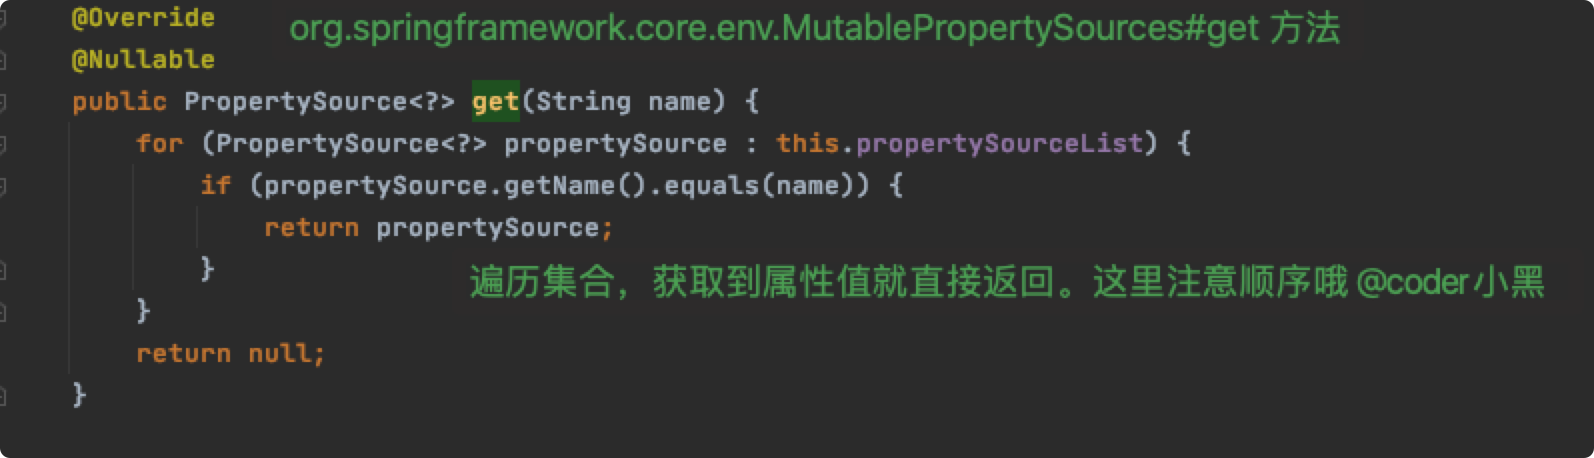 @Override
org.springframework.core.env.MutablePropertySources#get 方法
@Nullable
public PropertySource<?> get(String name) {
for (PropertySource<?> propertySource : this.propertySourceList) {
if (propertySource.getName().equals(name)) {
return propertySource;
}
遍历集合，获取到属性值就直接返回。这里注意顺序哦 @coder小黑
}
return null;
}